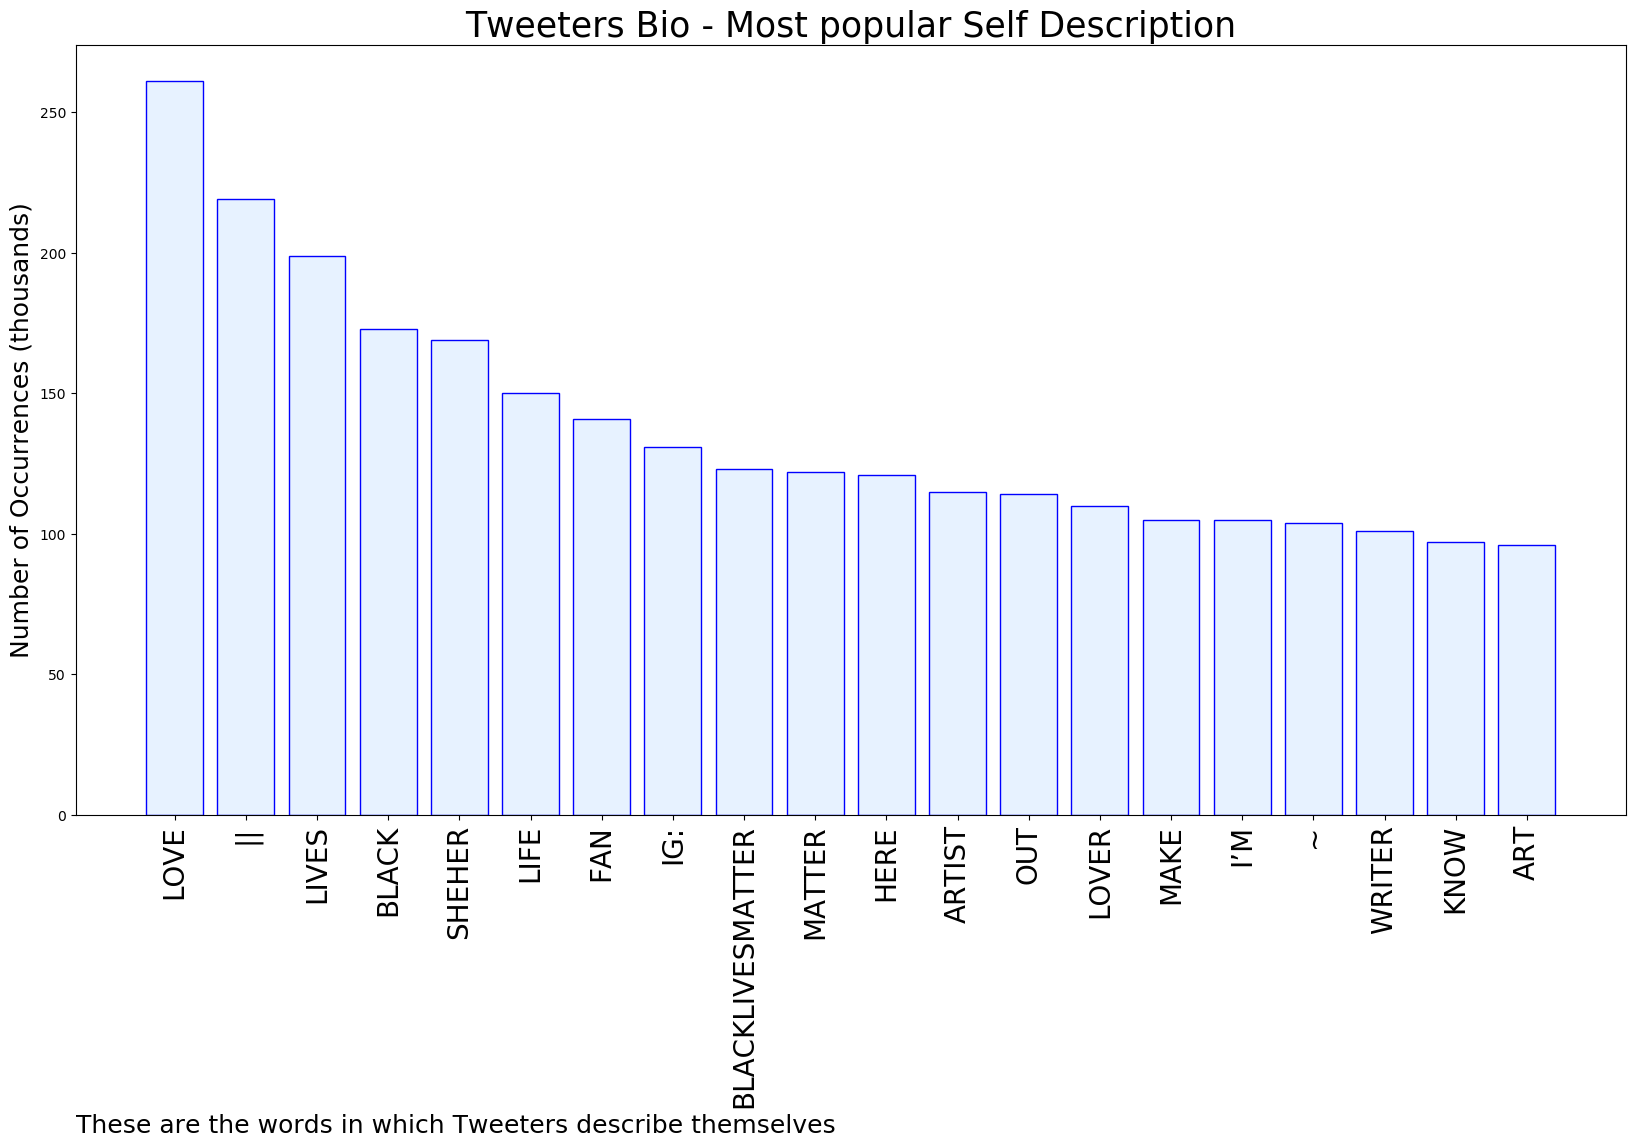 Tweeters Bio - Most popular Self Description
Number of Occurrences (thousands)
250
200
150
100
50
0
LOVE
||
LIVES
BLACK
SHEHER
LIFE
FAN
IG:
BLACKLIVESMATTER
MATTER
HERE
ARTIST
OUT
LOVER
MAKE
I’M
~
WRITER
KNOW
ART
These are the words in which Tweeters describe themselves